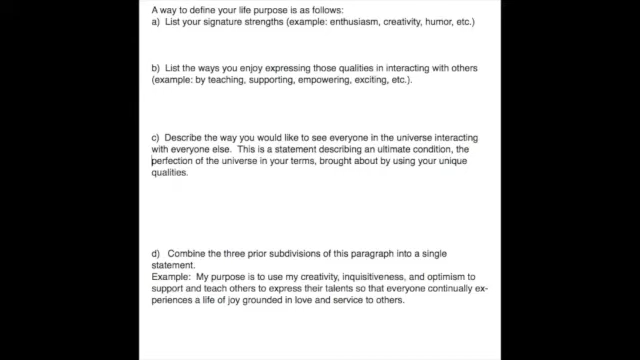 A way to define your life purpose is as follows:
a) List your signature strengths (example: enthusiasm, creativity, humor, etc.)
b) List the ways you enjoy expressing those qualities in interacting with others
(example: by teaching, supporting, empowering, exciting, etc.).
c) Describe the way you would like to see everyone in the universe interacting
with everyone else. This is a statement describing an ultimate condition, the
perfection of the universe in your terms, brought about by using your unique
qualities.
d) Combine the three prior subdivisions of this paragraph into a single
statement.
Example: My purpose is to use my creativity, inquisitiveness, and optimism to
support and teach others to express their talents so that everyone continually ex-
periences a life of joy grounded in love and service to others.